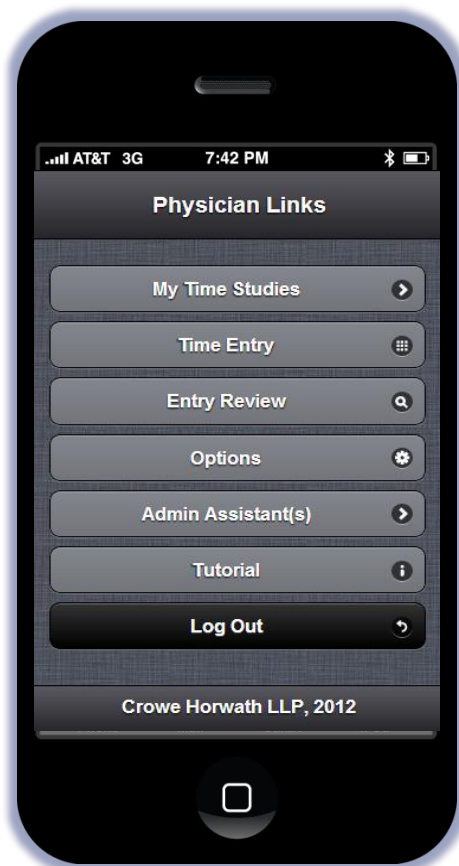 AT&T 3G 7:42 PM
Physician Links
My Time Studies
Time Entry
Entry Review
Options
Admin Assistant(s)
Tutorial
Log Out
Crowe Horwath LLP, 2012